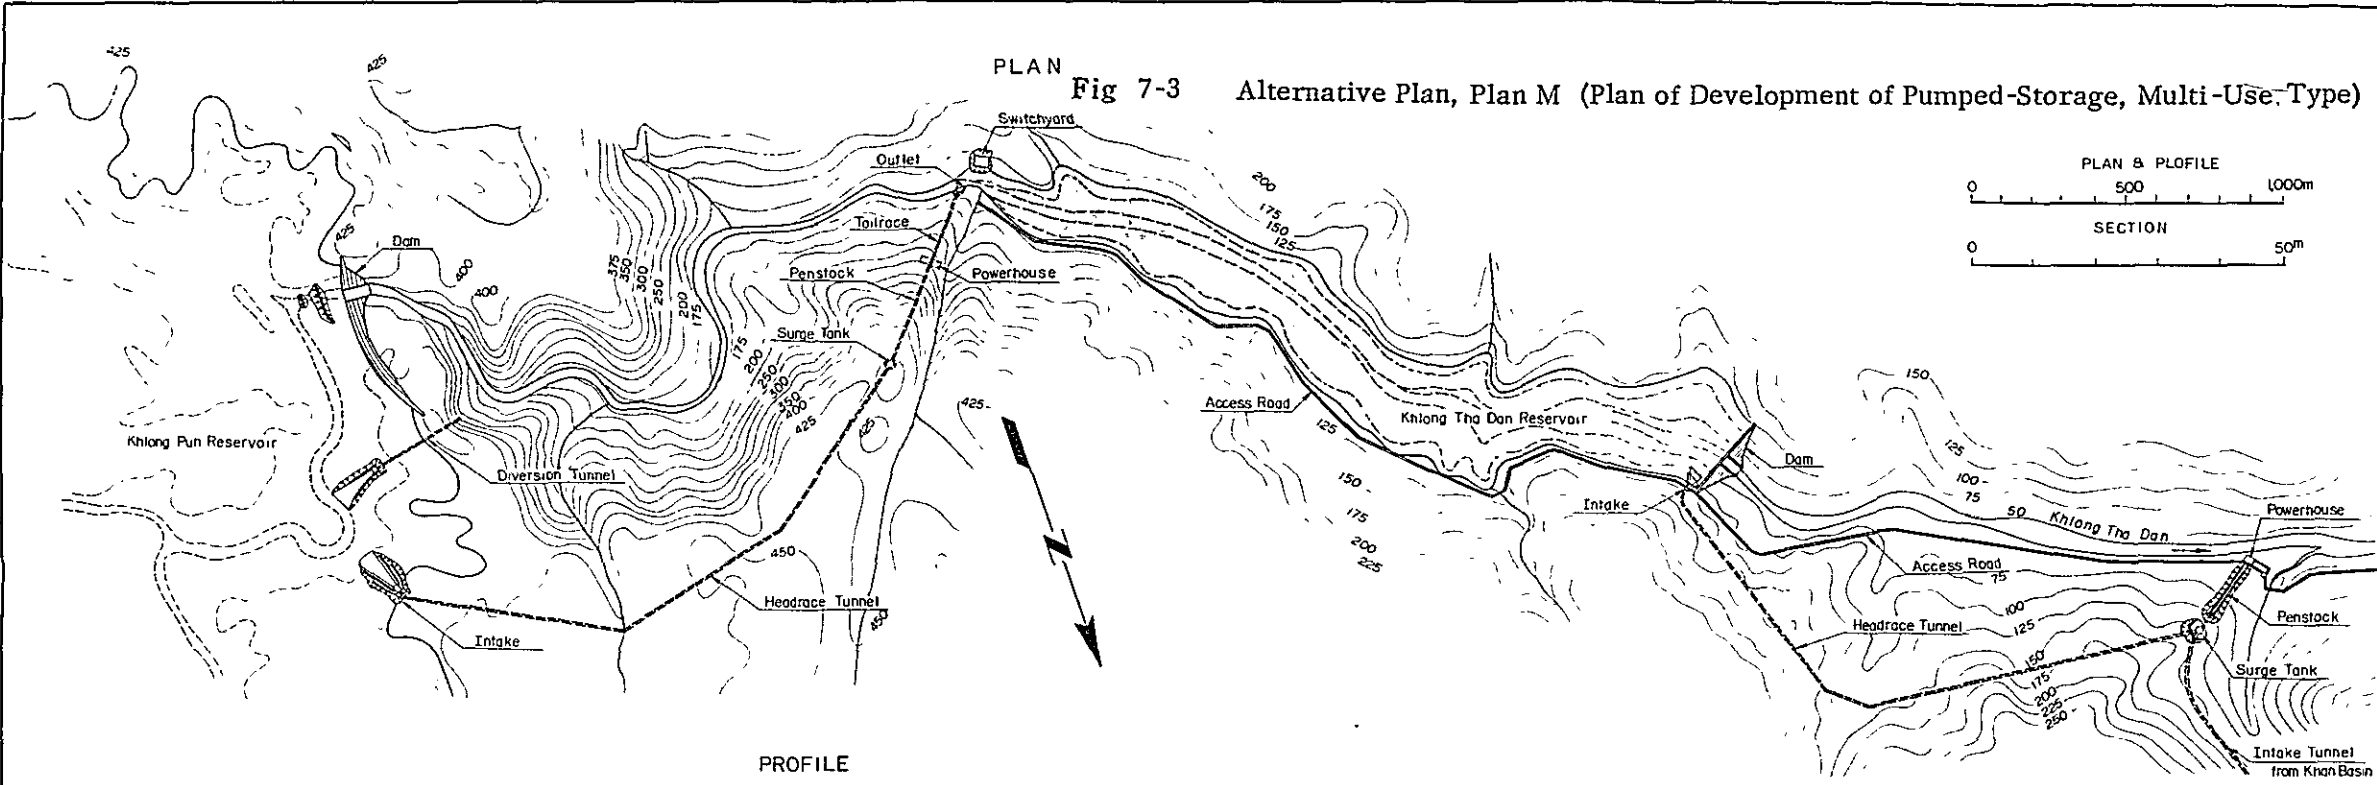 PLAN
Fig 7-3 Alternative Plan, Plan M (Plan of Development of Pumped-Storage, Multi-Use, Type)
PLAN & PLOFILE
0 500 1,000m
SECTION
0 50m
425
425
Switchyard
Outlet
Tailrace
Penstock
Powerhouse
Surge Tank
425
Dam
400
400
375
350
300
250
200
175
175
200
250
300
350
400
425
425
425
200
175
150
125
Khlong Pun Reservoir
Diversion Tunnel
Intake
Headrace Tunnel
450
450
Access Road
Khlong Tha Dan Reservoir
125
150
175
200
225
Dam
Intake
150
125
100
75
50
Khlong Tha Dan
Powerhouse
Access Road
75
100
125
Headrace Tunnel
Penstock
Surge Tank
150
175
200
225
250
Intake Tunnel
from Khan Basin
PROFILE